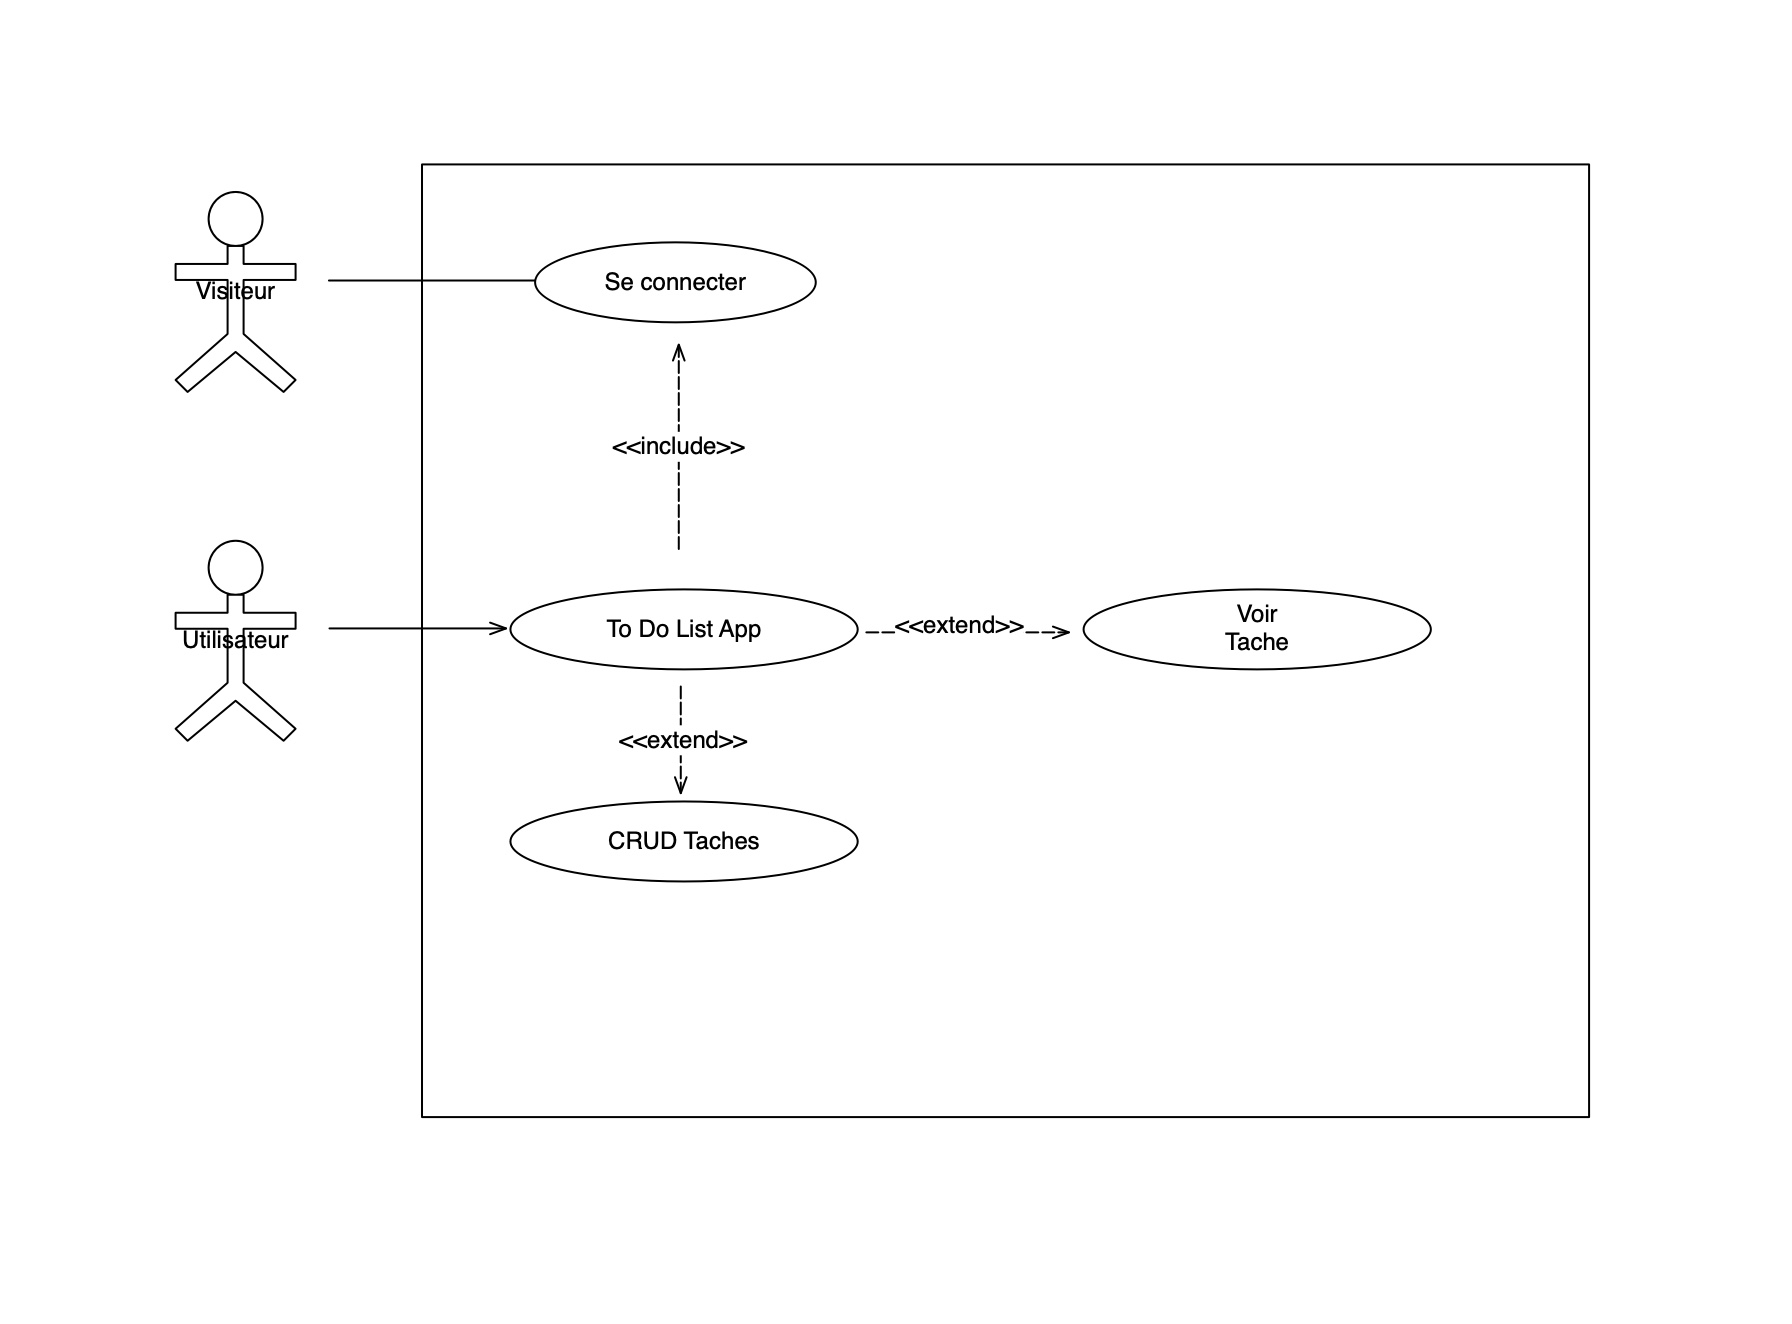 Visiteur
Se connecter
<<include>>
Utilisateur
To Do List App
<<extend>>
Voir
Tache
<<extend>>
CRUD Taches